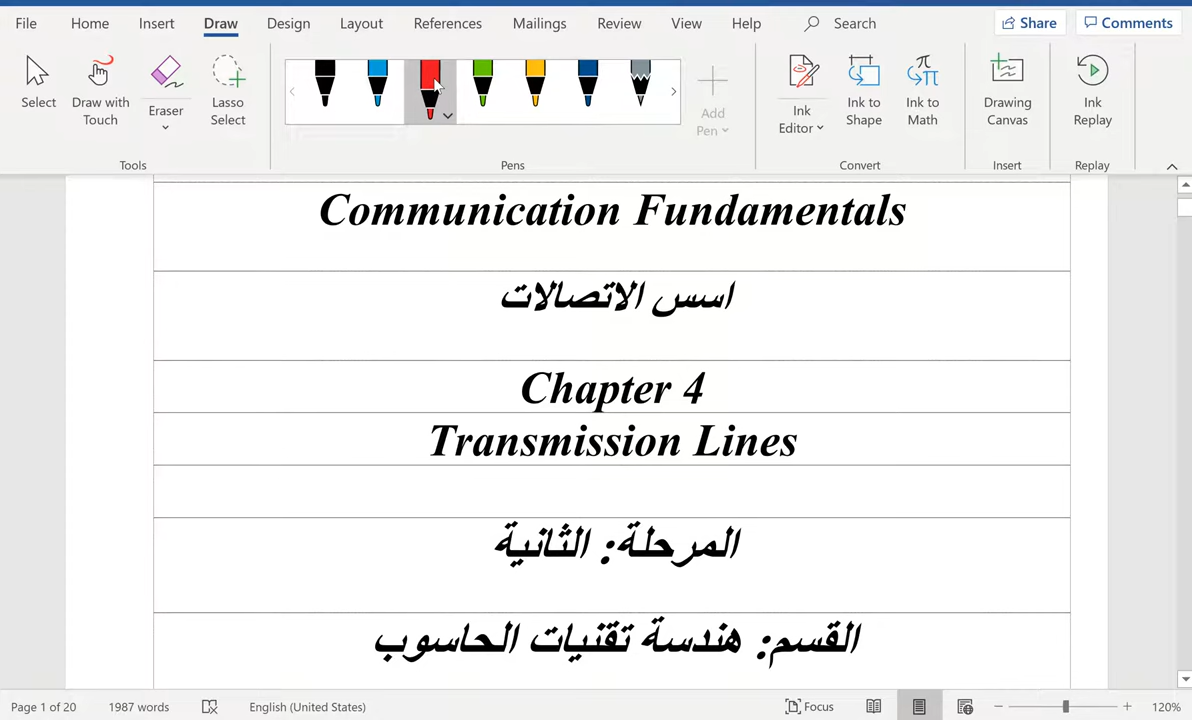 File Home Insert Draw Design Layout References Mailings Review View Help Search Share Comments
Select
Draw with Touch
Eraser
Lasso Select
Add Pen
Ink Editor
Ink to Shape
Ink to Math
Drawing Canvas
Ink Replay
Tools Pens Convert Insert Replay
Communication Fundamentals
اسس الاتصالات
Chapter 4
Transmission Lines
المرحلة: الثانية
القسم: هندسة تقنيات الحاسوب
Page 1 of 20 1987 words English (United States) Focus 120%